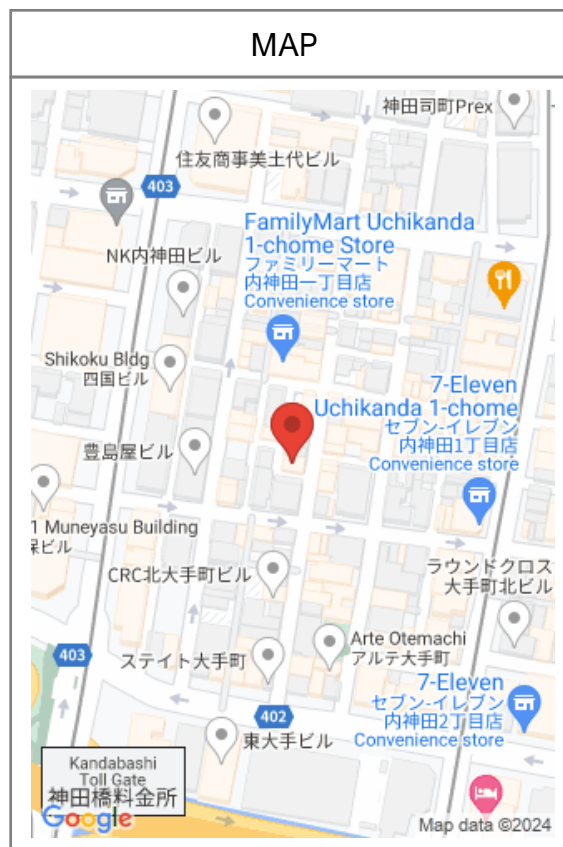 MAP
神田司町Prex
住友商事美土代ビル
403
FamilyMart Uchikanda
1-chome Store
ファミリーマート
内神田一丁目店
Convenience store
NK内神田ビル
Shikoku Bldg
四国ビル
7-Eleven
Uchikanda 1-chome
セブン-イレブン
内神田1丁目店
Convenience store
豊島屋ビル
1 Muneyasu Building
保ビル
CRC北大手町ビル
ラウンドクロス
大手町北ビル
Arte Otemachi
アルテ大手町
403
ステイト大手町
7-Eleven
セブン-イレブン
内神田2丁目店
Convenience store
402
東大手ビル
Kandabashi
Toll Gate
神田橋料金所
Google
Map data ©2024